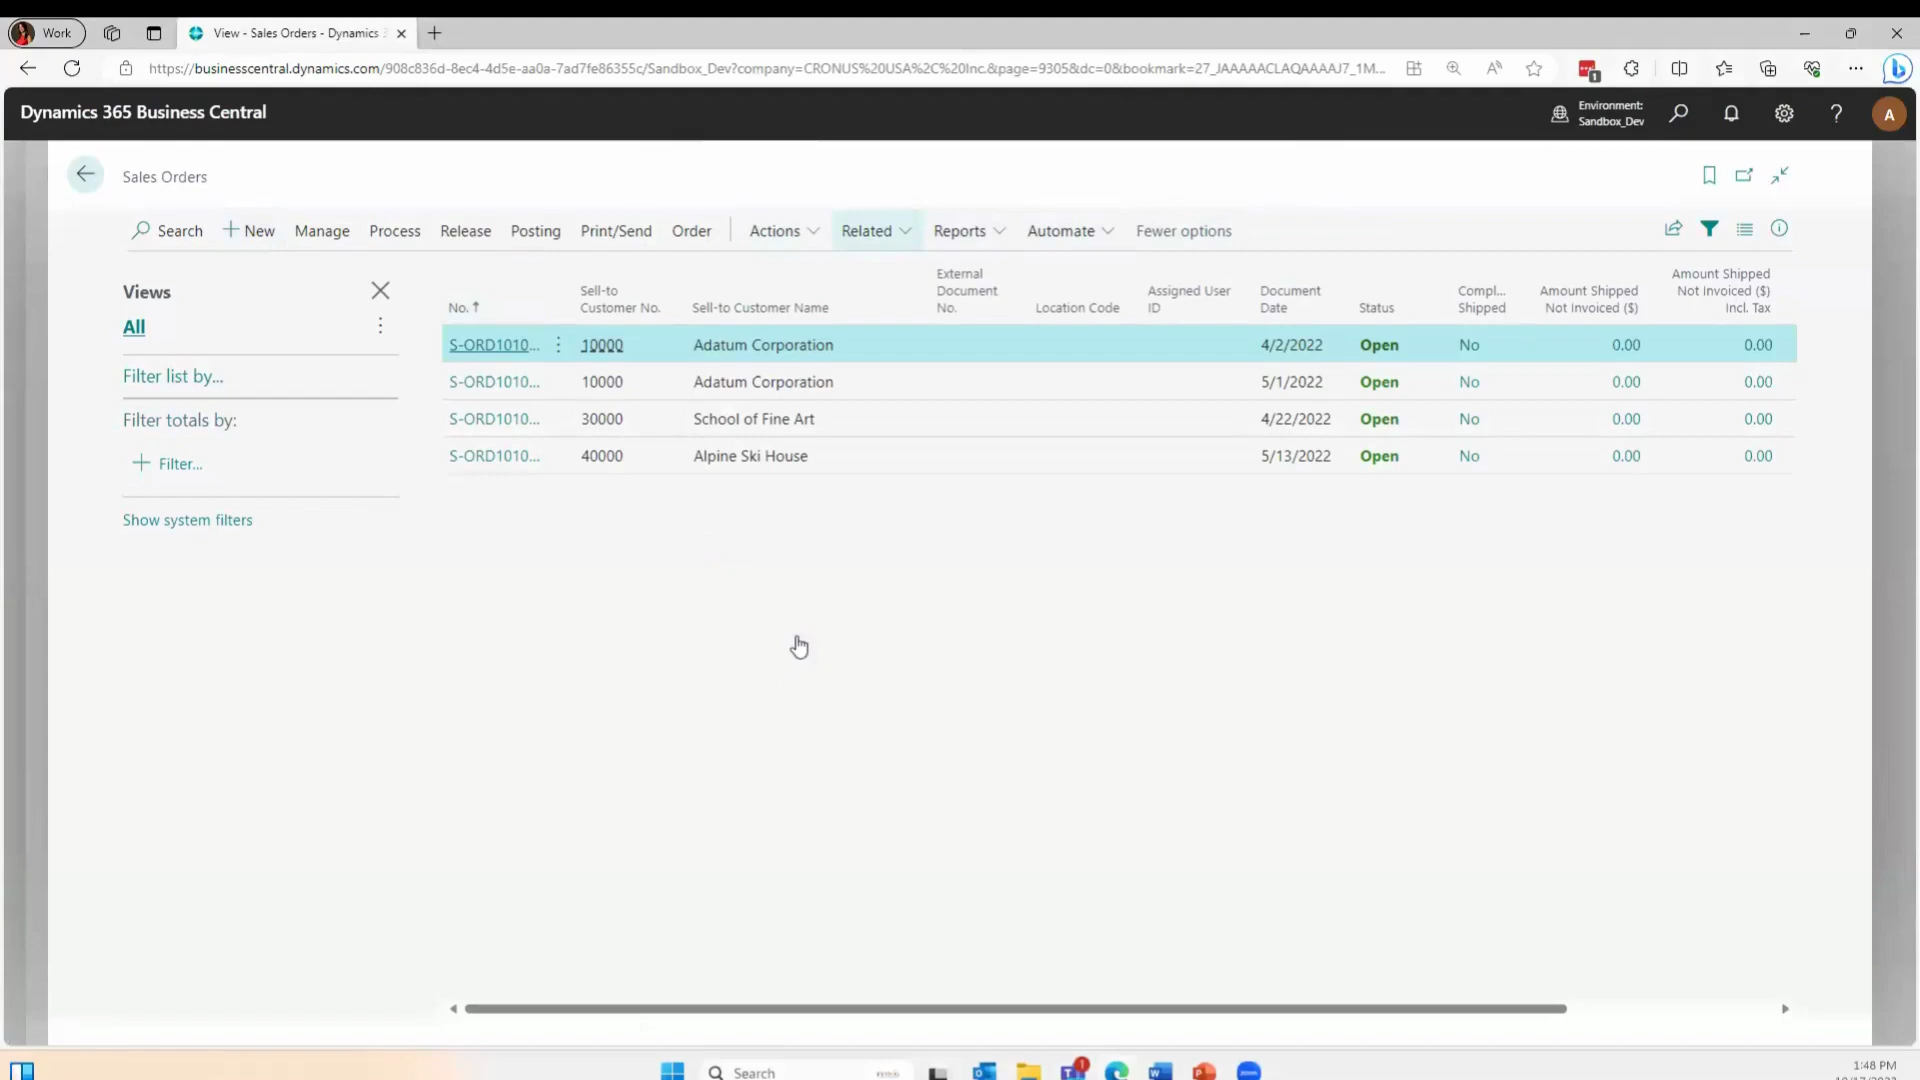 Work
View - Sales Orders - Dynamics
https://businesscentral.dynamics.com/908c836d-8ec4-4d5e-aa0a-7ad7fe86355c/Sandbox_Dev?company=CRONUS%20USA%2C%20Inc.&page=9305&dc=0&bookmark=27_JAAAAACLAQAAAAJ7_1M...
1
Dynamics 365 Business Central
Environment:
Sandbox_Dev
A
Sales Orders
Search New Manage Process Release Posting Print/Send Order Actions Related Reports Automate Fewer options
Views
All
Filter list by...
Filter totals by:
Filter...
Show system filters
No. ↑
Sell-to
Customer No.
Sell-to Customer Name
External
Document
No.
Location Code
Assigned User
ID
Document
Date
Status
Compl...
Shipped
Amount Shipped
Not Invoiced ($)
Amount Shipped
Not Invoiced ($)
Incl. Tax
S-ORD1010... 10000 Adatum Corporation 4/2/2022 Open No 0.00 0.00
S-ORD1010... 10000 Adatum Corporation 5/1/2022 Open No 0.00 0.00
S-ORD1010... 30000 School of Fine Art 4/22/2022 Open No 0.00 0.00
S-ORD1010... 40000 Alpine Ski House 5/13/2022 Open No 0.00 0.00
Search
1
1:48 PM